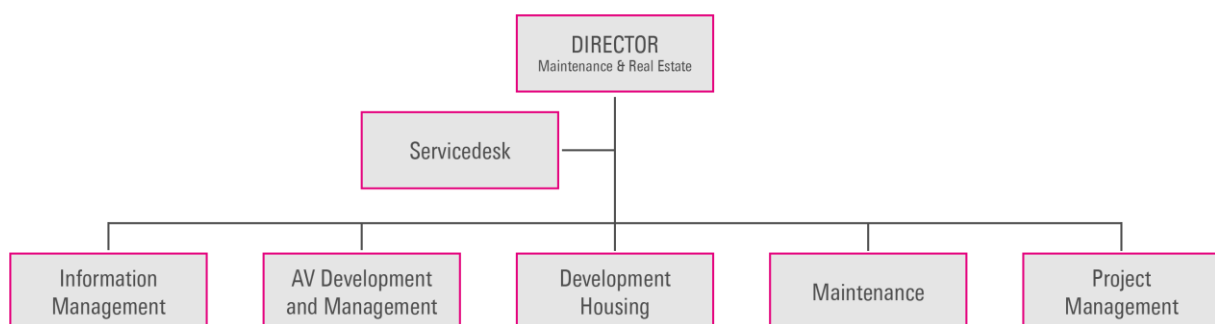 DIRECTOR
Maintenance & Real Estate
Servicedesk
Information
Management
AV Development
and Management
Development
Housing
Maintenance
Project
Management